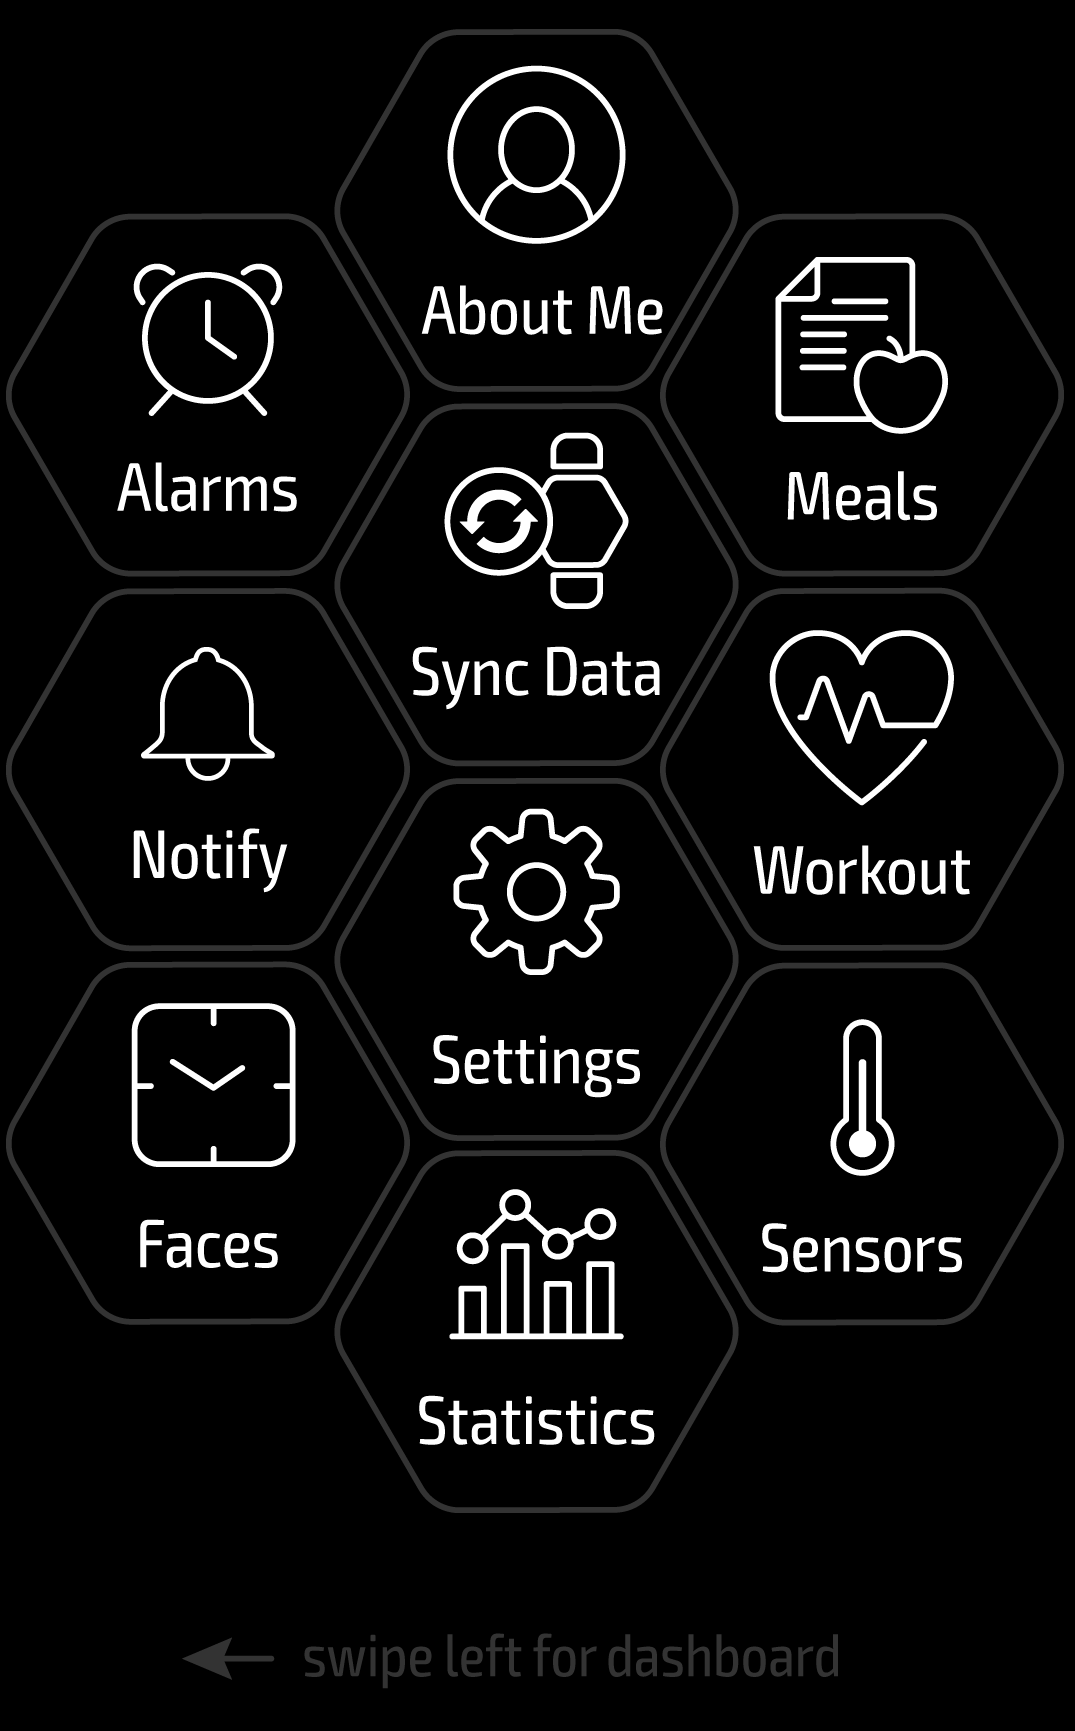 About Me
Alarms
Meals
Sync Data
Notify
Workout
Settings
Faces
Sensors
Statistics
swipe left for dashboard